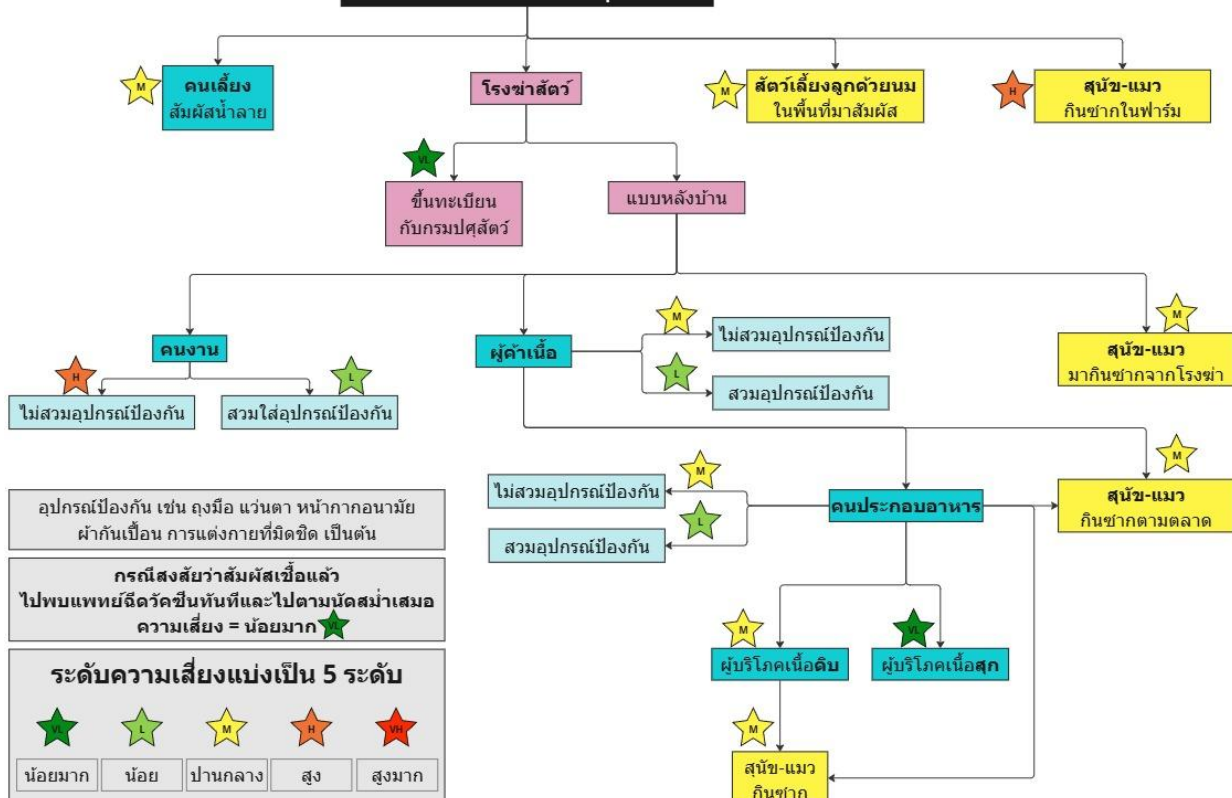 M
คนเลี้ยง
สัมผัสน้ำลาย
โรงฆ่าสัตว์
M
สัตว์เลี้ยงลูกด้วยนม
ในพื้นที่มาสัมผัส
H
สุนัข-แมว
กินซากในฟาร์ม
VL
ขึ้นทะเบียน
กับกรมปศุสัตว์
แบบหลังบ้าน
คนงาน
H
ไม่สวมอุปกรณ์ป้องกัน
L
สวมใส่อุปกรณ์ป้องกัน
ผู้ค้าเนื้อ
M
ไม่สวมอุปกรณ์ป้องกัน
L
สวมอุปกรณ์ป้องกัน
M
สุนัข-แมว
มากินซากจากโรงฆ่า
M
ไม่สวมอุปกรณ์ป้องกัน
L
สวมอุปกรณ์ป้องกัน
คนประกอบอาหาร
M
สุนัข-แมว
กินซากตามตลาด
M
ผู้บริโภคเนื้อดิบ
VL
ผู้บริโภคเนื้อสุก
M
สุนัข-แมว
กินซาก
อุปกรณ์ป้องกัน เช่น ถุงมือ แว่นตา หน้ากากอนามัย
ผ้ากันเปื้อน การแต่งกายที่มิดชิด เป็นต้น
กรณีสงสัยว่าสัมผัสเชื้อแล้ว
ไปพบแพทย์ฉีดวัคซีนทันทีและไปตามนัดสม่ำเสมอ
ความเสี่ยง = น้อยมาก VL
ระดับความเสี่ยงแบ่งเป็น 5 ระดับ
VL L M H VH
น้อยมาก น้อย ปานกลาง สูง สูงมาก